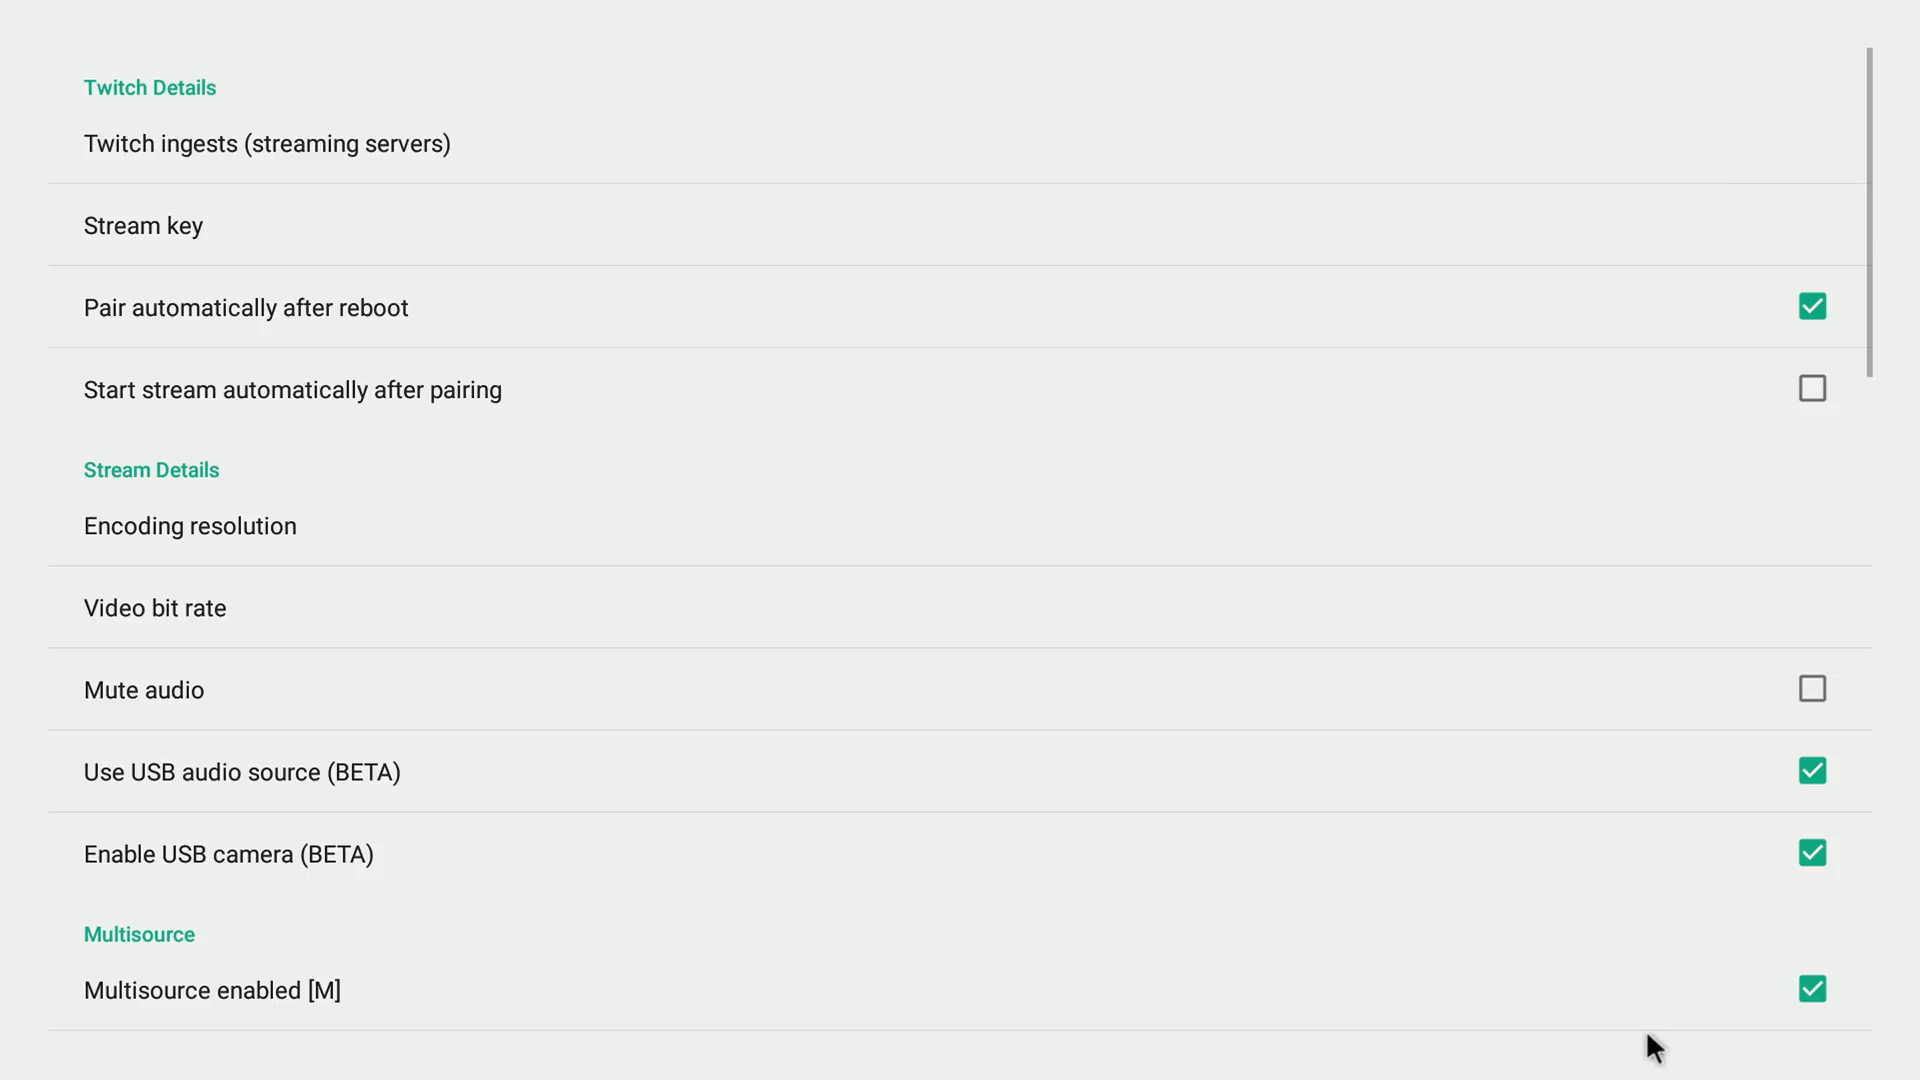 Twitch Details
Twitch ingests (streaming servers)
Stream key
Pair automatically after reboot
Start stream automatically after pairing
Stream Details
Encoding resolution
Video bit rate
Mute audio
Use USB audio source (BETA)
Enable USB camera (BETA)
Multisource
Multisource enabled [M]